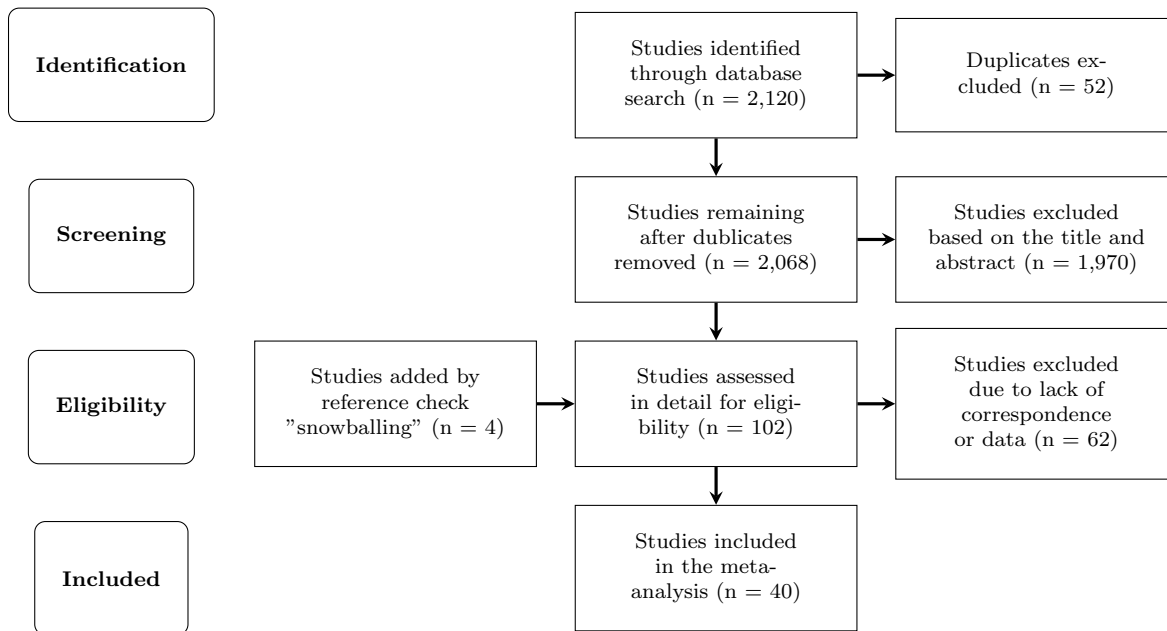 Identification
Studies identified
through database
search (n = 2,120)
Duplicates ex-
cluded (n = 52)
Screening
Studies remaining
after dublicates
removed (n = 2,068)
Studies excluded
based on the title and
abstract (n = 1,970)
Eligibility
Studies added by
reference check
”snowballing” (n = 4)
Studies assessed
in detail for eligi-
bility (n = 102)
Studies excluded
due to lack of
correspondence
or data (n = 62)
Included
Studies included
in the meta-
analysis (n = 40)